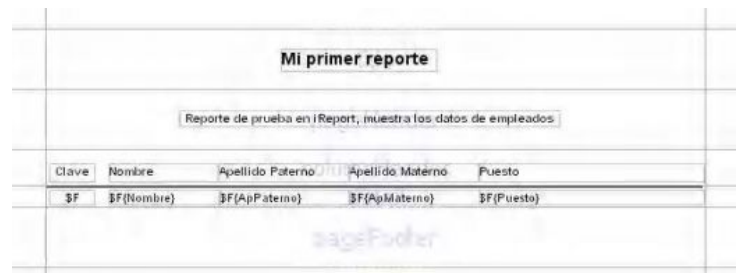 Mi primer reporte
Reporte de prueba en iReport, muestra los datos de empleados
Clave Nombre Apellido Paterno Apellido Materno Puesto
$F $F{Nombre} $F{ApPaterno} $F{ApMaterno} $F{Puesto}
pageFooter